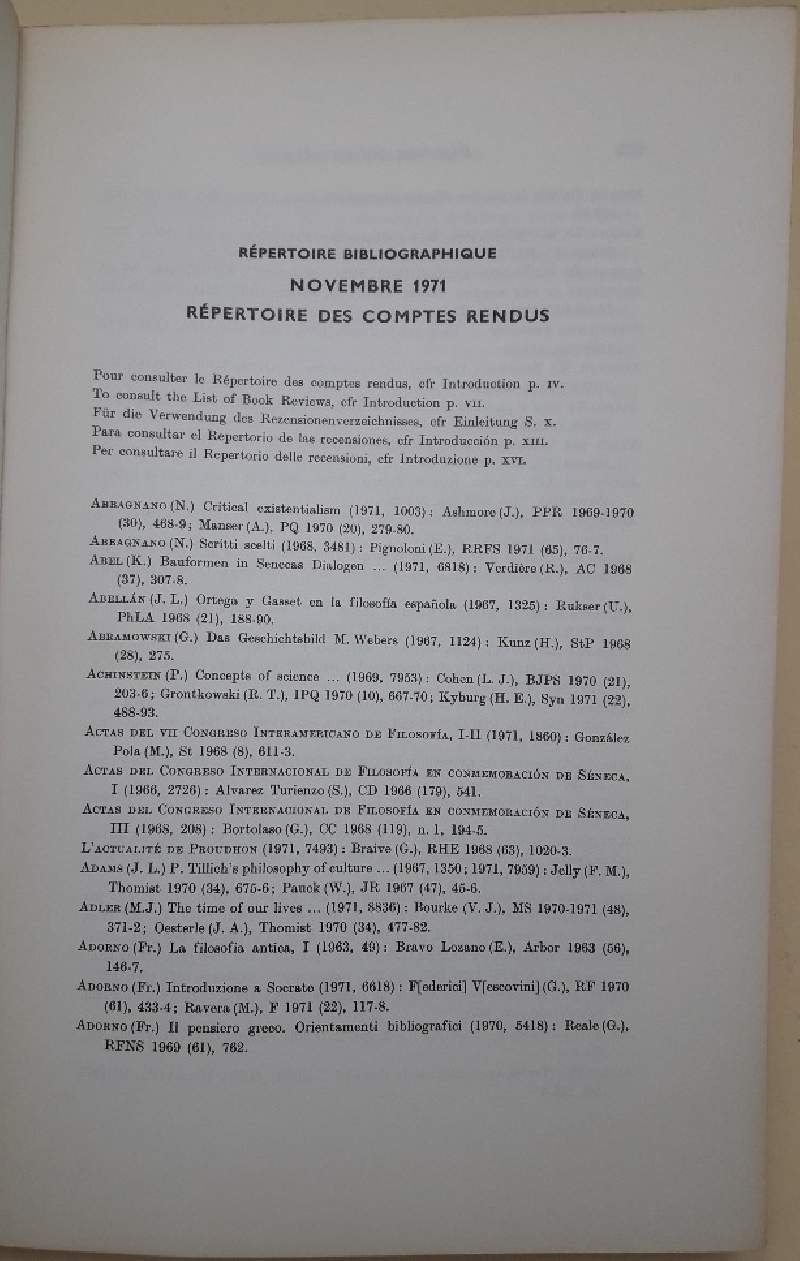 RÉPERTOIRE BIBLIOGRAPHIQUE
NOVEMBRE 1971
RÉPERTOIRE DES COMPTES RENDUS
Pour consulter le Répertoire des comptes rendus, cfr Introduction p. IV.
To consult the List of Book Reviews, cfr Introduction p. VII.
Für die Verwendung des Rezensionenverzeichnisses, cfr Einleitung S. X.
Para consultar el Repertorio de las recensiones, cfr Introducción p. XIII.
Per consultare il Repertorio delle recensioni, cfr Introduzione p. XVI.
ABBAGNANO (N.) Critical existentialism (1971, 1003) : Ashmore (J.), PPR 1969-1970
(30), 468-9; Manser (A.), PQ 1970 (20), 279-80.
ABBAGNANO (N.) Scritti scelti (1968, 3481) : Pignoloni (E.), RRFS 1971 (65), 76-7.
ABEL (K.) Bauformen in Senecas Dialogen ... (1971, 6818) : Verdière (R.), AC 1968
(37), 307-8.
ABELLÁN (J. L.) Ortega y Gasset en la filosofía española (1967, 1325) : Rukser (U.),
PhLA 1968 (21), 188-90.
ABRAMOWSKI (G.) Das Geschichtsbild M. Webers (1967, 1124) : Kunz (H.), StP 1968
(28), 275.
ACHINSTEIN (P.) Concepts of science ... (1969, 7953) : Cohen (L. J.), BJPS 1970 (21),
203-6; Grontkowski (R. T.), IPQ 1970 (10), 667-70; Kyburg (H. E.), Syn 1971 (22),
488-93.
ACTAS DEL VII CONGRESO INTERAMERICANO DE FILOSOFÍA, I-II (1971, 1860) : González
Pola (M.), St 1968 (8), 611-3.
ACTAS DEL CONGRESO INTERNACIONAL DE FILOSOFÍA EN CONMEMORACIÓN DE SÉNECA,
I (1966, 2726) : Alvarez Turienzo (S.), CD 1966 (179), 541.
ACTAS DEL CONGRESO INTERNACIONAL DE FILOSOFÍA EN CONMEMORACIÓN DE SÉNECA,
III (1968, 208) : Bortolaso (G.), CC 1968 (119), n. 1, 194-5.
L'ACTUALITÉ DE PROUDHON (1971, 7493) : Braive (G.), RHE 1968 (63), 1020-3.
ADAMS (J. L.) P. Tillich's philosophy of culture ... (1967, 1350; 1971, 7959) : Jelly (F. M.),
Thomist 1970 (34), 675-6; Pauck (W.), JR 1967 (47), 45-6.
ADLER (M.J.) The time of our lives ... (1971, 8836) : Bourke (V. J.), MS 1970-1971 (48),
371-2; Oesterle (J. A.), Thomist 1970 (34), 477-82.
ADORNO (Fr.) La filosofia antica, I (1963, 49) : Bravo Lozano (E.), Arbor 1963 (56),
146-7.
ADORNO (Fr.) Introduzione a Socrate (1971, 6618) : F[ederici] V[escovini] (G.), RF 1970
(61), 433-4; Ravera (M.), F 1971 (22), 117-8.
ADORNO (Fr.) Il pensiero greco. Orientamenti bibliografici (1970, 5418) : Reale (G.),
RFNS 1969 (61), 762.